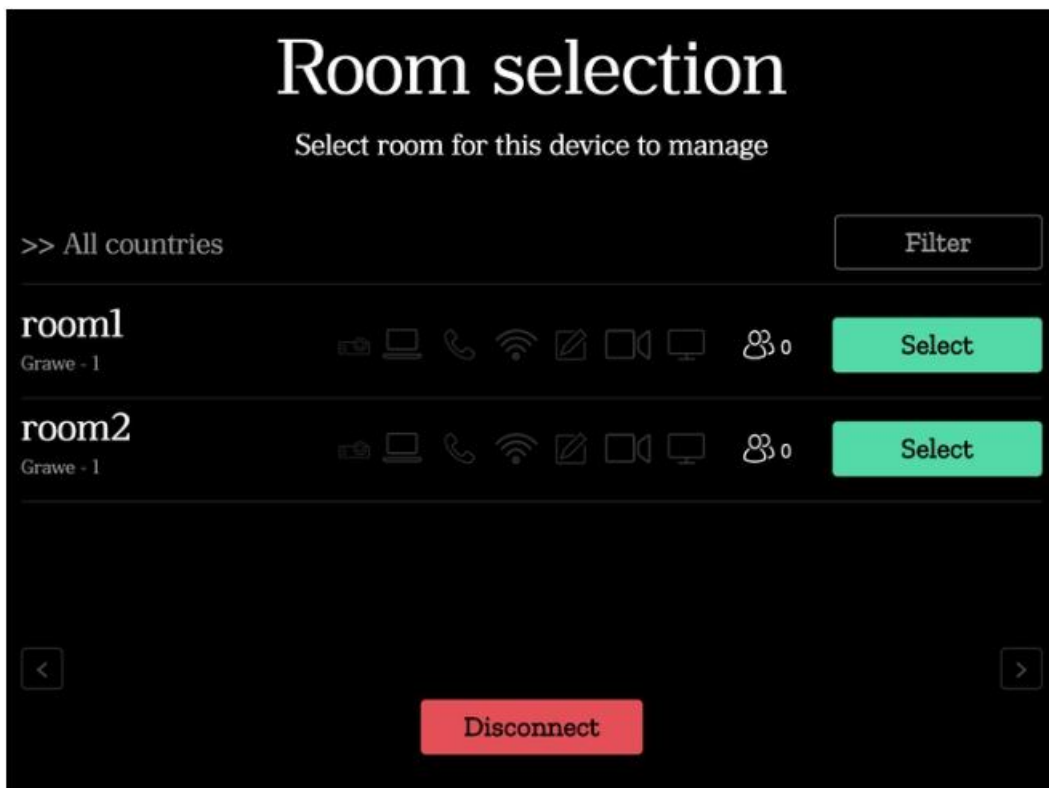 Room selection
Select room for this device to manage
>> All countries
Filter
room1
Grawe - 1
0
Select
room2
Grawe - 1
0
Select
<
>
Disconnect